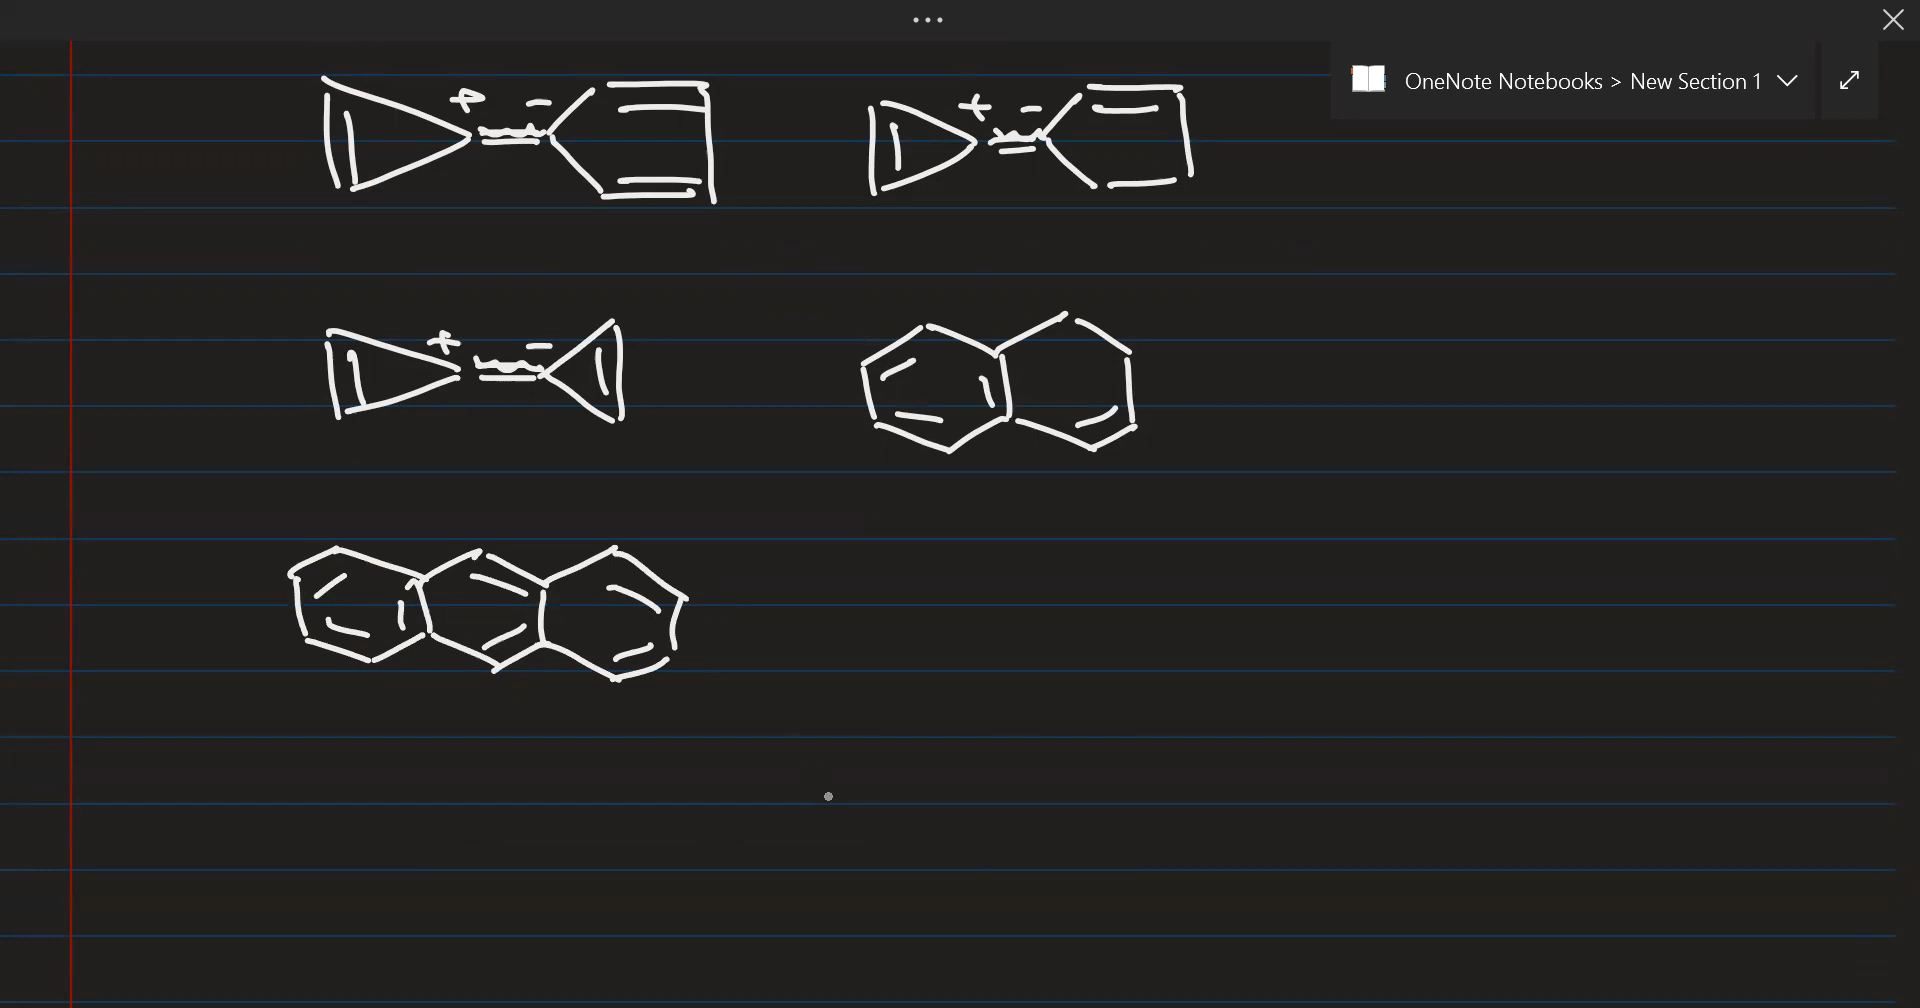 OneNote Notebooks > New Section 1
+ −
+ −
+ −